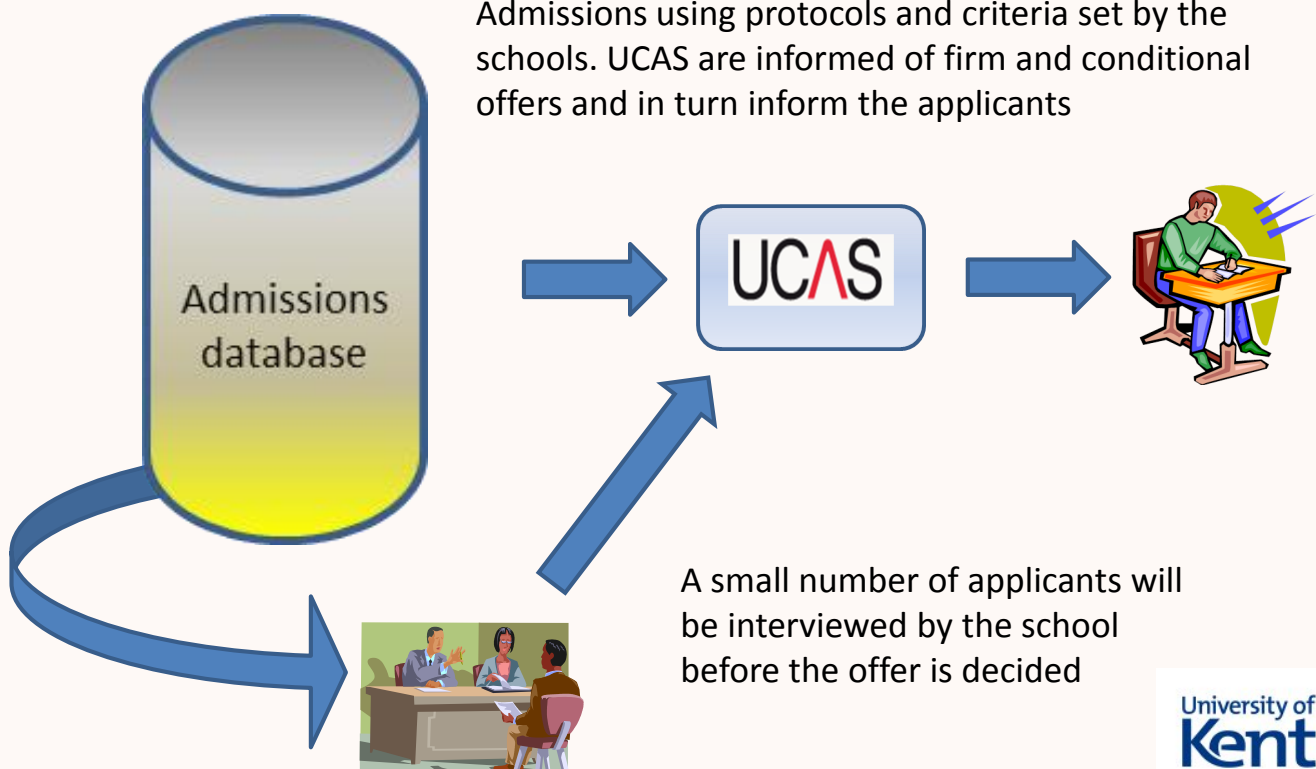 Admissions using protocols and criteria set by the
schools. UCAS are informed of firm and conditional
offers and in turn inform the applicants
Admissions
database
UCAS
A small number of applicants will
be interviewed by the school
before the offer is decided
University of
Kent